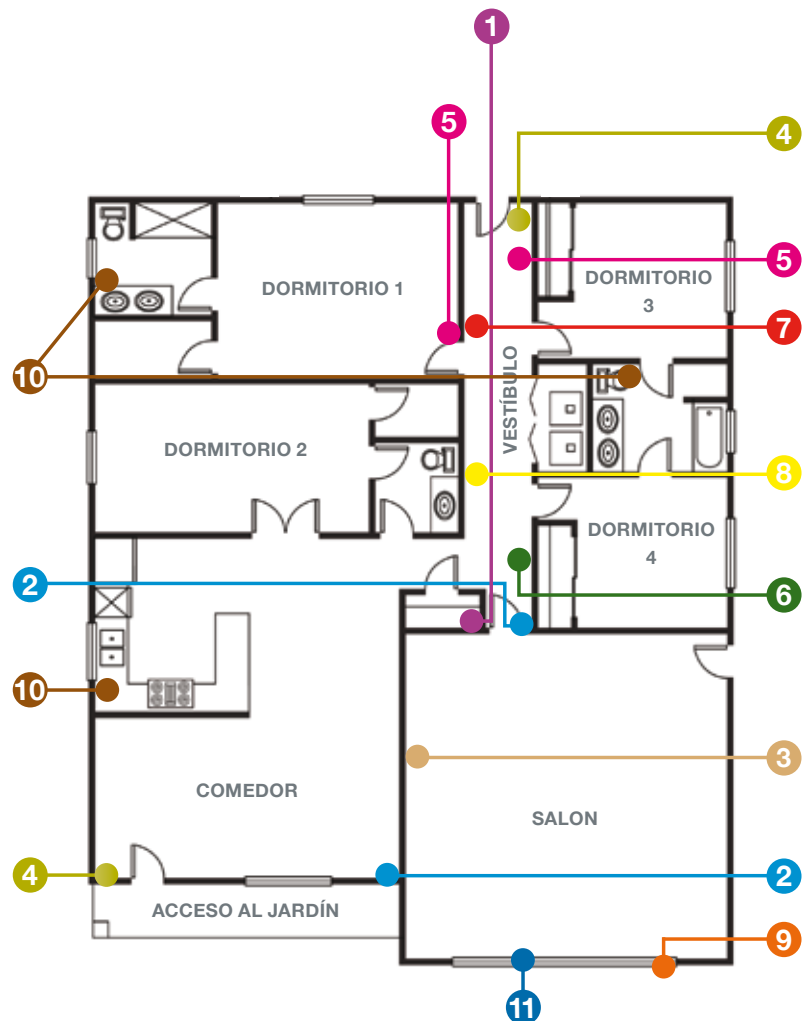 1
5
4
DORMITORIO 1
DORMITORIO
3
5
7
10
VESTÍBULO
DORMITORIO 2
8
DORMITORIO
4
2
6
10
3
COMEDOR
SALON
4
2
ACCESO AL JARDÍN
9
11